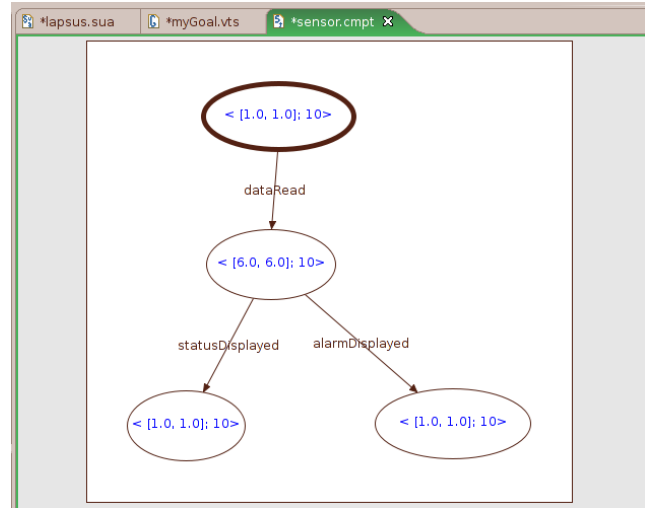 *lapsus.sua *myGoal.vts *sensor.cmpt
< [1.0, 1.0]; 10>
dataRead
< [6.0, 6.0]; 10>
statusDisplayed alarmDisplayed
< [1.0, 1.0]; 10> < [1.0, 1.0]; 10>